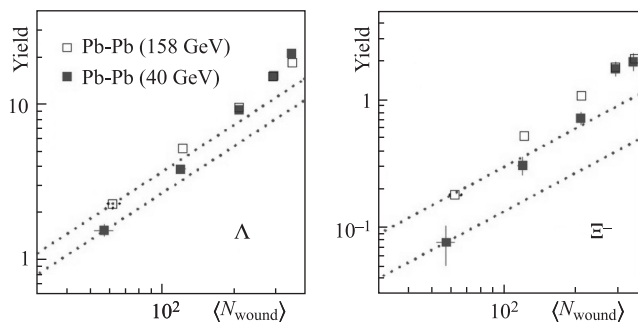 Yield
□ Pb-Pb (158 GeV)
■ Pb-Pb (40 GeV)
10
1
Λ
10²
⟨N_wound⟩
Yield
1
10⁻¹
Ξ⁻
10²
⟨N_wound⟩